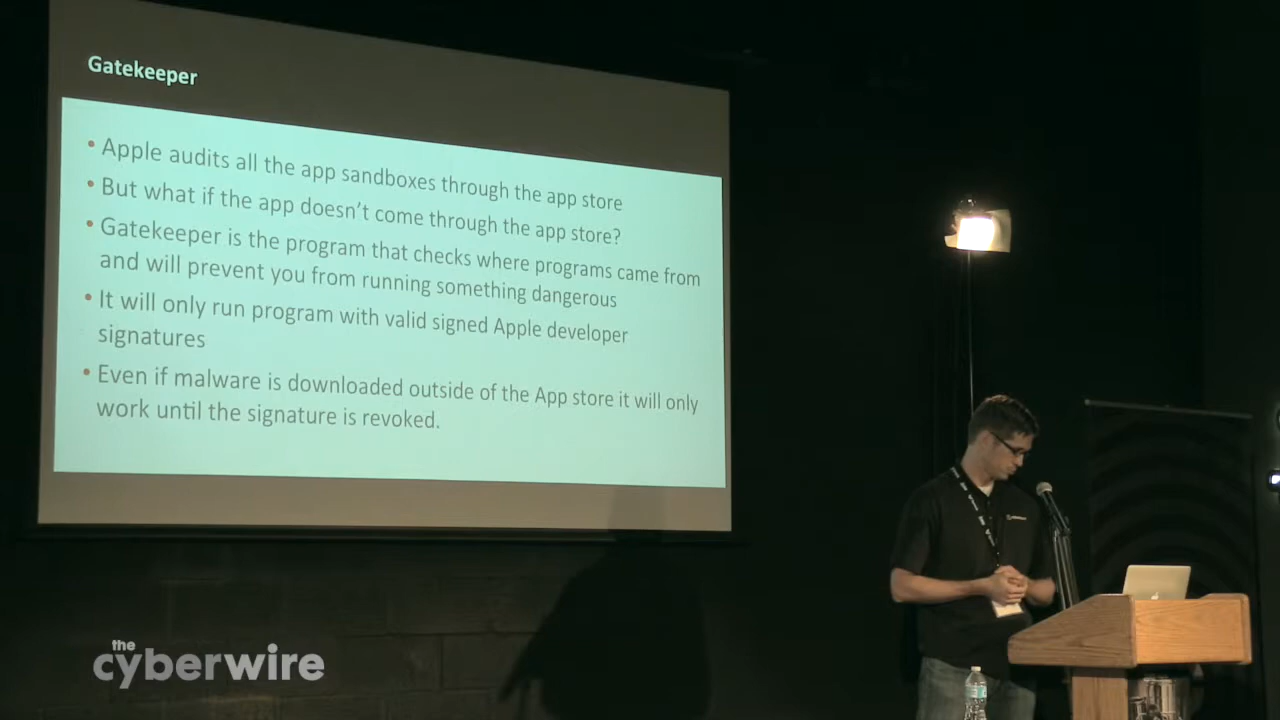 Gatekeeper
• Apple audits all the app sandboxes through the app store
• But what if the app doesn't come through the app store?
• Gatekeeper is the program that checks where programs came from
and will prevent you from running something dangerous
• It will only run program with valid signed Apple developer
signatures
• Even if malware is downloaded outside of the App store it will only
work until the signature is revoked.
the
cyberwire